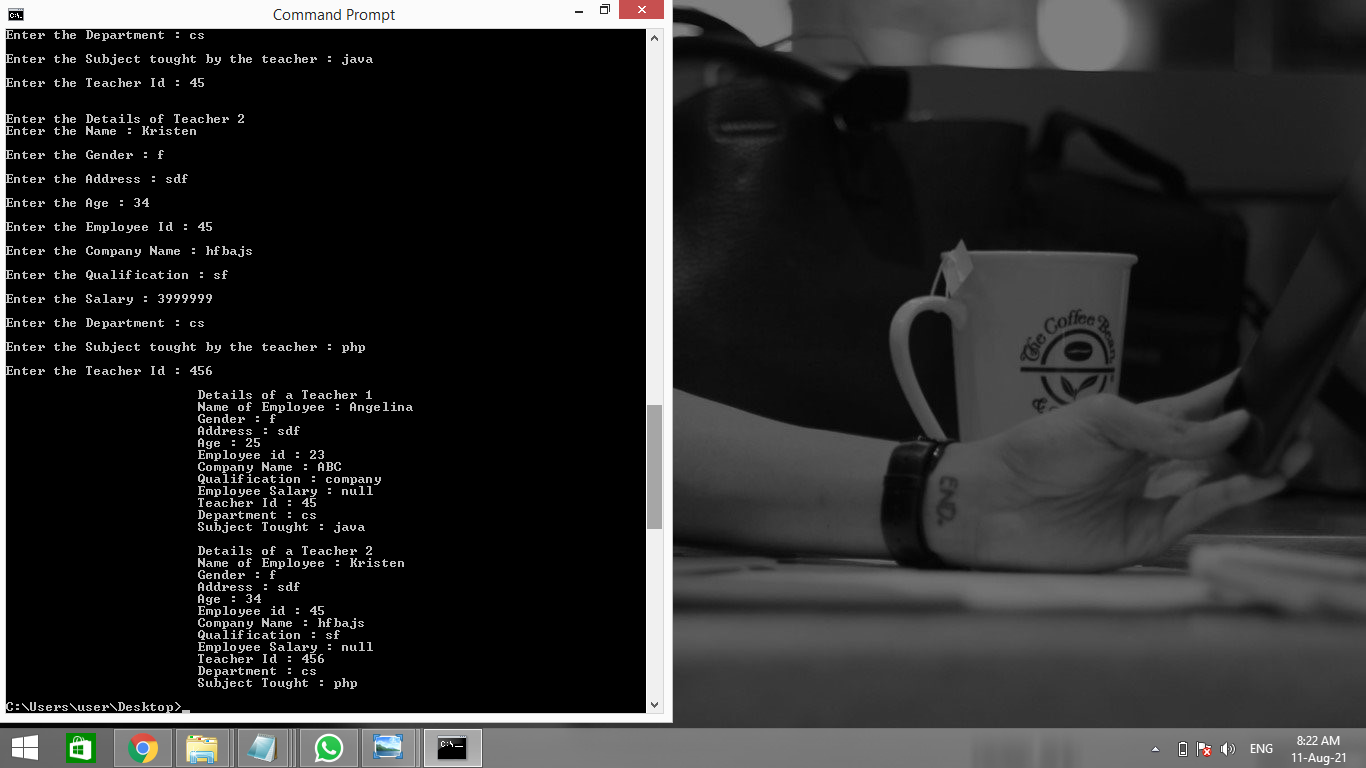 Command Prompt
Enter the Department : cs
Enter the Subject tought by the teacher : java
Enter the Teacher Id : 45
Enter the Details of Teacher 2
Enter the Name : Kristen
Enter the Gender : f
Enter the Address : sdf
Enter the Age : 34
Enter the Employee Id : 45
Enter the Company Name : hfbajs
Enter the Qualification : sf
Enter the Salary : 3999999
Enter the Department : cs
Enter the Subject tought by the teacher : php
Enter the Teacher Id : 456
Details of a Teacher 1
Name of Employee : Angelina
Gender : f
Address : sdf
Age : 25
Employee id : 23
Company Name : ABC
Qualification : company
Employee Salary : null
Teacher Id : 45
Department : cs
Subject Tought : java
Details of a Teacher 2
Name of Employee : Kristen
Gender : f
Address : sdf
Age : 34
Employee id : 45
Company Name : hfbajs
Qualification : sf
Employee Salary : null
Teacher Id : 456
Department : cs
Subject Tought : php
C:\Users\user\Desktop>_
The Coffee Bean
END.
ENG
8:22 AM
11-Aug-21